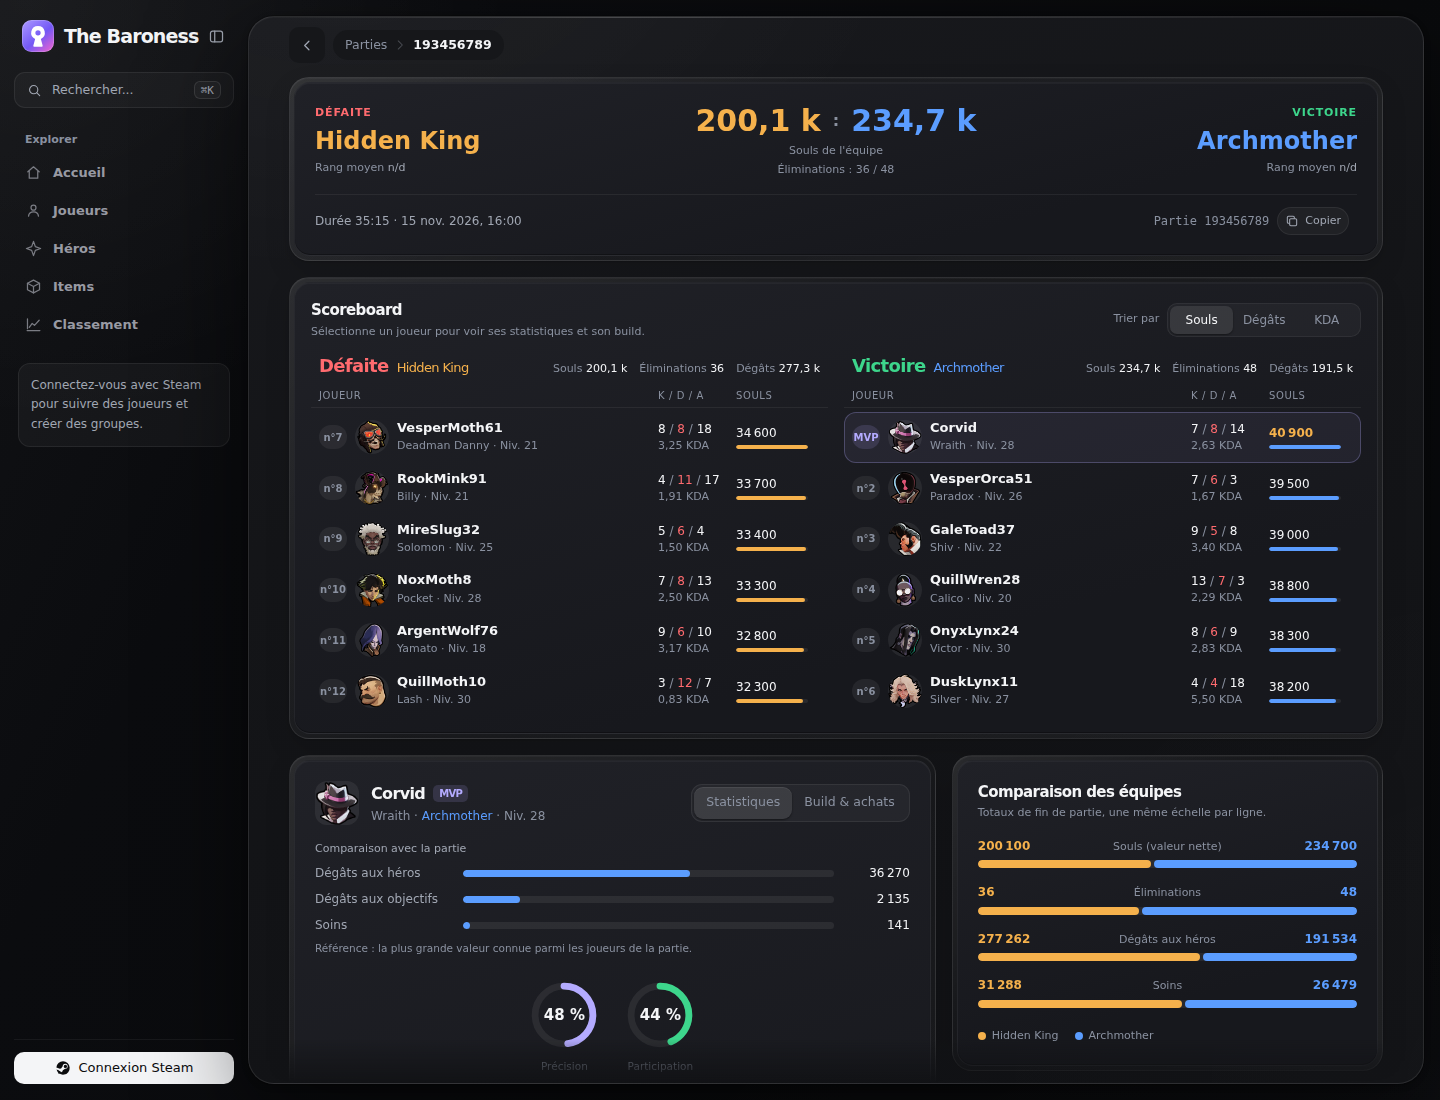 The Baroness
Rechercher... ⌘K
Explorer
Accueil
Joueurs
Héros
Items
Classement
Connectez-vous avec Steam
pour suivre des joueurs et
créer des groupes.
Connexion Steam
Parties 193456789
DÉFAITE
Hidden King
Rang moyen n/d
200,1 k : 234,7 k
Souls de l'équipe
Éliminations : 36 / 48
VICTOIRE
Archmother
Rang moyen n/d
Durée 35:15 · 15 nov. 2026, 16:00
Partie 193456789 Copier
Scoreboard
Sélectionne un joueur pour voir ses statistiques et son build.
Trier par Souls Dégâts KDA
Défaite Hidden King Souls 200,1 k Éliminations 36 Dégâts 277,3 k
JOUEUR K / D / A SOULS
n°7 VesperMoth61 8 / 8 / 18 34 600
Deadman Danny · Niv. 21 3,25 KDA
n°8 RookMink91 4 / 11 / 17 33 700
Billy · Niv. 21 1,91 KDA
n°9 MireSlug32 5 / 6 / 4 33 400
Solomon · Niv. 25 1,50 KDA
n°10 NoxMoth8 7 / 8 / 13 33 300
Pocket · Niv. 28 2,50 KDA
n°11 ArgentWolf76 9 / 6 / 10 32 800
Yamato · Niv. 18 3,17 KDA
n°12 QuillMoth10 3 / 12 / 7 32 300
Lash · Niv. 30 0,83 KDA
Victoire Archmother Souls 234,7 k Éliminations 48 Dégâts 191,5 k
JOUEUR K / D / A SOULS
MVP Corvid 7 / 8 / 14 40 900
Wraith · Niv. 28 2,63 KDA
n°2 VesperOrca51 7 / 6 / 3 39 500
Paradox · Niv. 26 1,67 KDA
n°3 GaleToad37 9 / 5 / 8 39 000
Shiv · Niv. 22 3,40 KDA
n°4 QuillWren28 13 / 7 / 3 38 800
Calico · Niv. 20 2,29 KDA
n°5 OnyxLynx24 8 / 6 / 9 38 300
Victor · Niv. 30 2,83 KDA
n°6 DuskLynx11 4 / 4 / 18 38 200
Silver · Niv. 27 5,50 KDA
Corvid MVP
Wraith · Archmother · Niv. 28
Statistiques Build & achats
Comparaison avec la partie
Dégâts aux héros 36 270
Dégâts aux objectifs 2 135
Soins 141
Référence : la plus grande valeur connue parmi les joueurs de la partie.
48 % 44 %
Précision Participation
Comparaison des équipes
Totaux de fin de partie, une même échelle par ligne.
200 100 Souls (valeur nette) 234 700
36 Éliminations 48
277 262 Dégâts aux héros 191 534
31 288 Soins 26 479
Hidden King Archmother